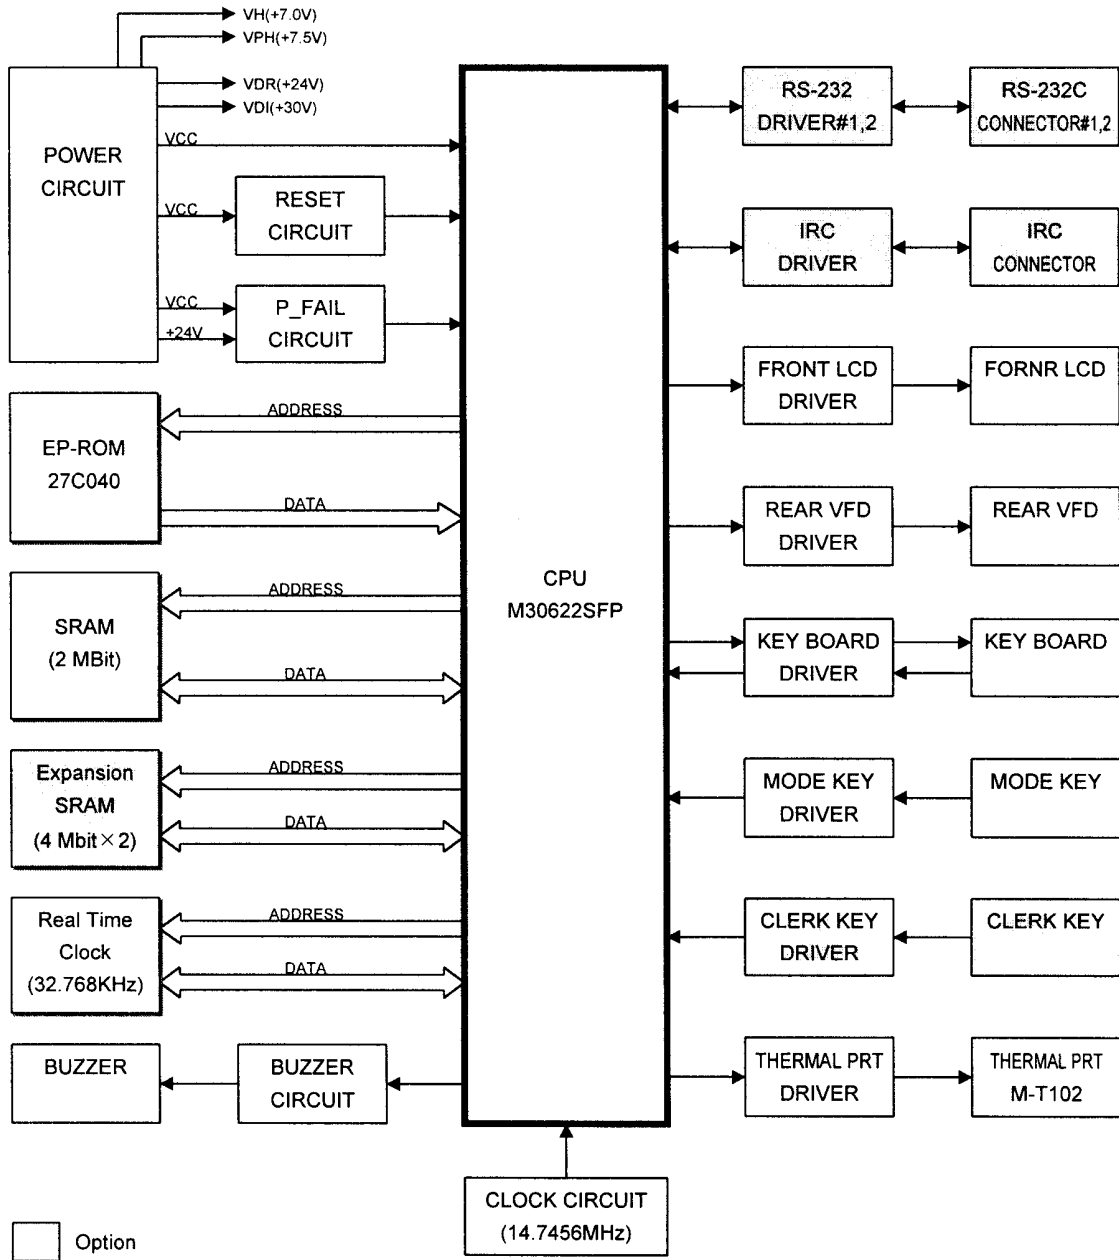 VH(+7.0V)
VPH(+7.5V)
VDR(+24V)
VDI(+30V)
POWER
CIRCUIT
VCC
VCC
RESET
CIRCUIT
VCC
+24V
P_FAIL
CIRCUIT
EP-ROM
27C040
ADDRESS
DATA
SRAM
(2 MBit)
ADDRESS
DATA
Expansion
SRAM
(4 Mbit×2)
ADDRESS
DATA
Real Time
Clock
(32.768KHz)
ADDRESS
DATA
BUZZER
BUZZER
CIRCUIT
CPU
M30622SFP
CLOCK CIRCUIT
(14.7456MHz)
RS-232
DRIVER#1,2
RS-232C
CONNECTOR#1,2
IRC
DRIVER
IRC
CONNECTOR
FRONT LCD
DRIVER
FORNR LCD
REAR VFD
DRIVER
REAR VFD
KEY BOARD
DRIVER
KEY BOARD
MODE KEY
DRIVER
MODE KEY
CLERK KEY
DRIVER
CLERK KEY
THERMAL PRT
DRIVER
THERMAL PRT
M-T102
Option